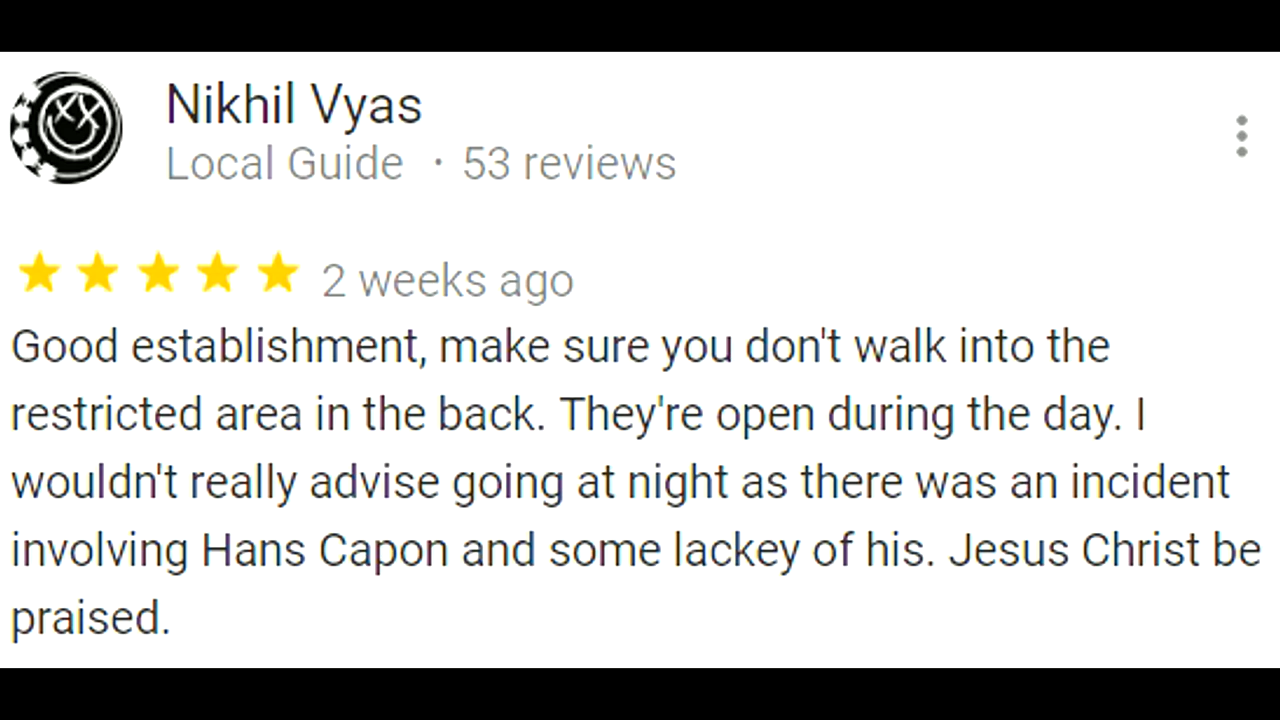 Nikhil Vyas
Local Guide · 53 reviews
2 weeks ago
Good establishment, make sure you don't walk into the
restricted area in the back. They're open during the day. I
wouldn't really advise going at night as there was an incident
involving Hans Capon and some lackey of his. Jesus Christ be
praised.